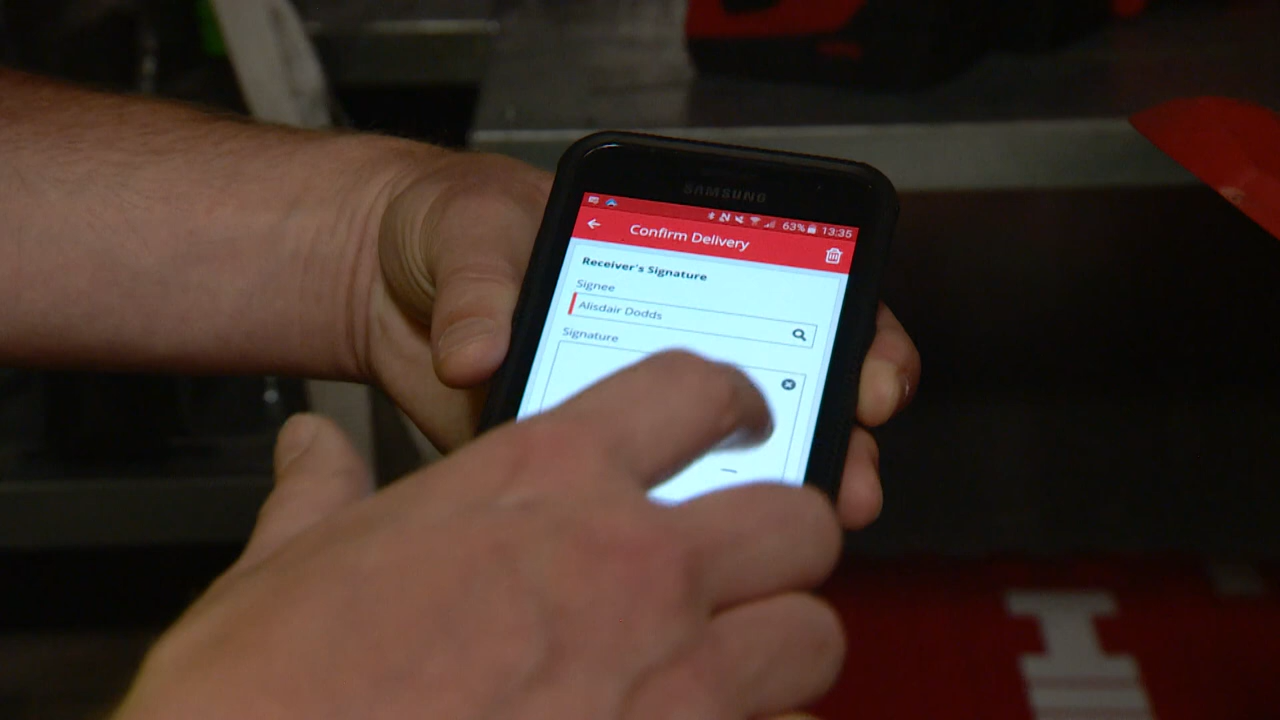 SAMSUNG
63% 13:35
Confirm Delivery
Receiver's Signature
Signee
Alisdair Dodds
Signature